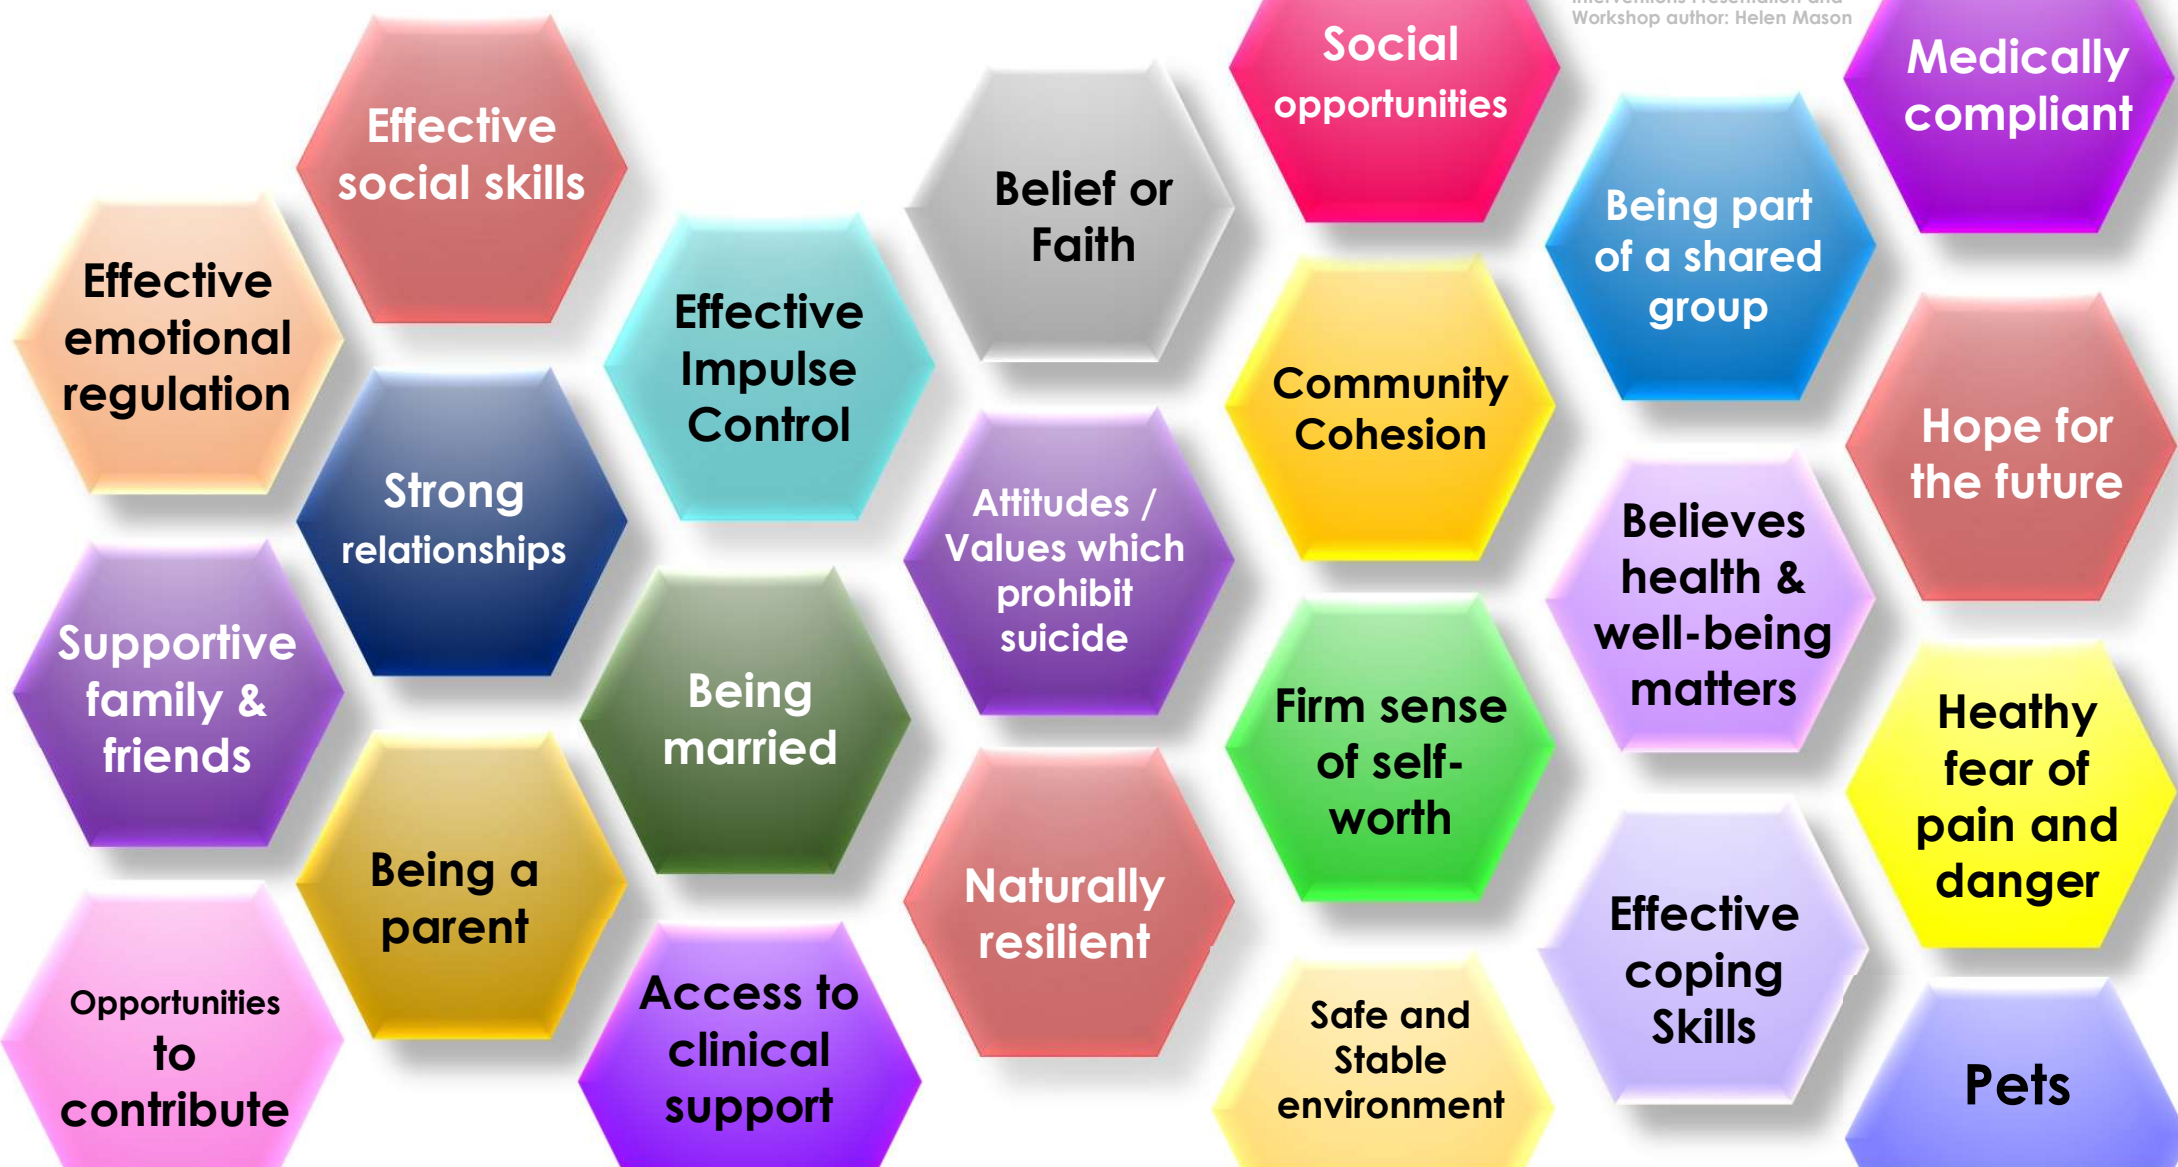 Interventions Presentation and
Workshop author: Helen Mason
Effective
social skills
Effective
emotional
regulation
Strong
relationships
Supportive
family &
friends
Being a
parent
Opportunities
to
contribute
Effective
Impulse
Control
Being
married
Access to
clinical
support
Belief or
Faith
Attitudes /
Values which
prohibit
suicide
Naturally
resilient
Social
opportunities
Community
Cohesion
Firm sense
of self-
worth
Safe and
Stable
environment
Being part
of a shared
group
Believes
health &
well-being
matters
Effective
coping
Skills
Medically
compliant
Hope for
the future
Heathy
fear of
pain and
danger
Pets